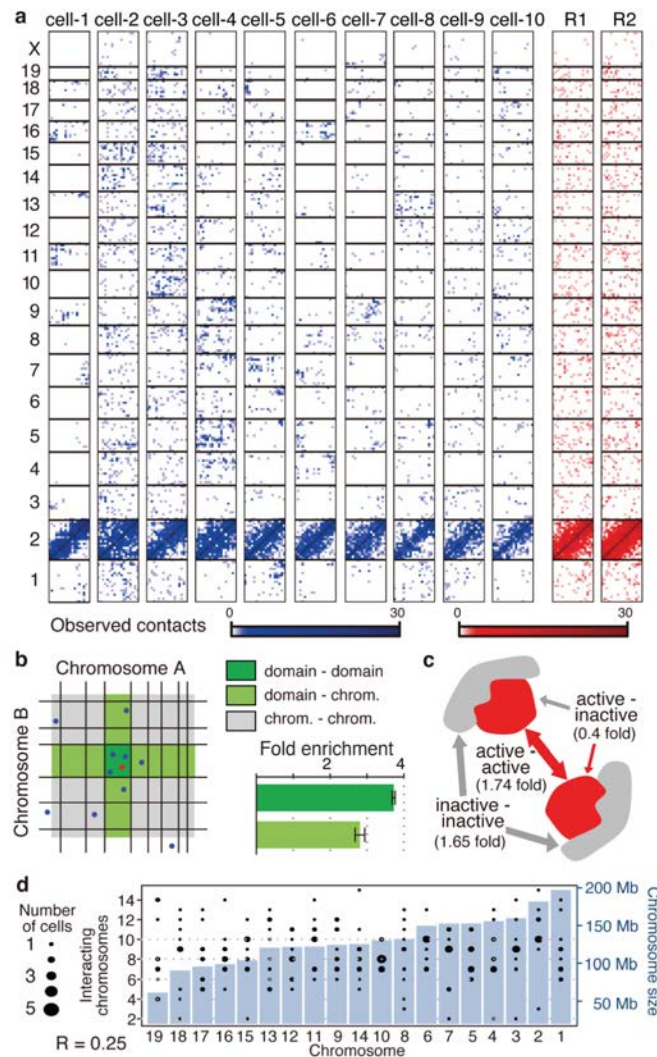 a
cell-1 cell-2 cell-3 cell-4 cell-5 cell-6 cell-7 cell-8 cell-9 cell-10 R1 R2
X
19
18
17
16
15
14
13
12
11
10
9
8
7
6
5
4
3
2
1
0 30 0 30
Observed contacts
b
Chromosome A
Chromosome B
domain - domain
domain - chrom.
chrom. - chrom.
Fold enrichment
0 2 4
c
active -
inactive
(0.4 fold)
active -
active
(1.74 fold)
inactive -
inactive
(1.65 fold)
d
Number
of cells
1
3
5
R = 0.25
Interacting
chromosomes
14
12
10
8
6
4
2
200 Mb
150 Mb
100 Mb
50 Mb
Chromosome size
19 18 17 16 15 13 12 11 9 14 10 8 6 7 5 4 3 2 1
Chromosome